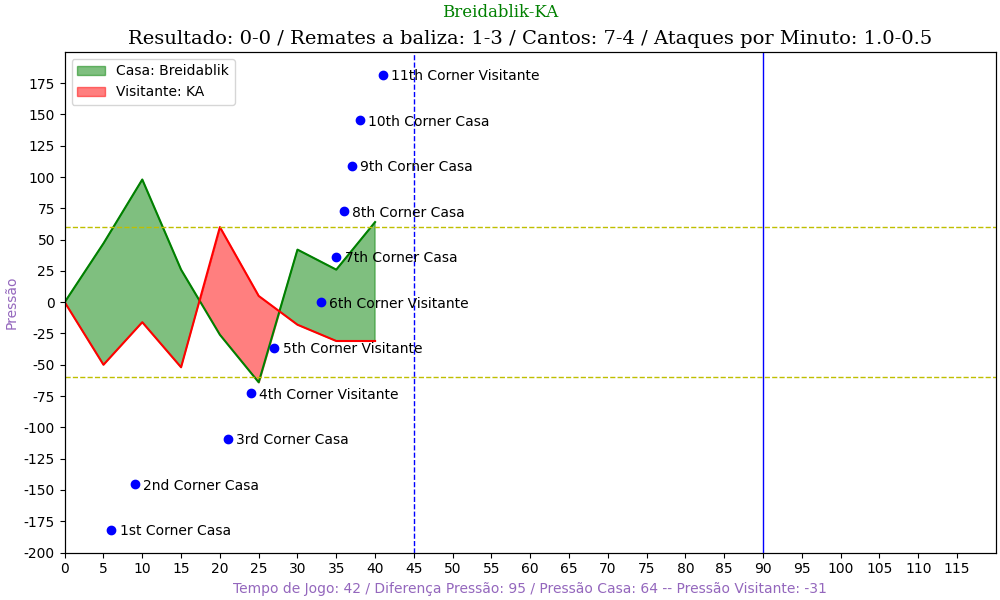 Breidablik-KA
Resultado: 0-0 / Remates a baliza: 1-3 / Cantos: 7-4 / Ataques por Minuto: 1.0-0.5
Casa: Breidablik
Visitante: KA
Pressão
175
150
125
100
75
50
25
0
-25
-50
-75
-100
-125
-150
-175
-200
11th Corner Visitante
10th Corner Casa
9th Corner Casa
8th Corner Casa
7th Corner Casa
6th Corner Visitante
5th Corner Visitante
4th Corner Visitante
3rd Corner Casa
2nd Corner Casa
1st Corner Casa
0 5 10 15 20 25 30 35 40 45 50 55 60 65 70 75 80 85 90 95 100 105 110 115
Tempo de Jogo: 42 / Diferença Pressão: 95 / Pressão Casa: 64 -- Pressão Visitante: -31